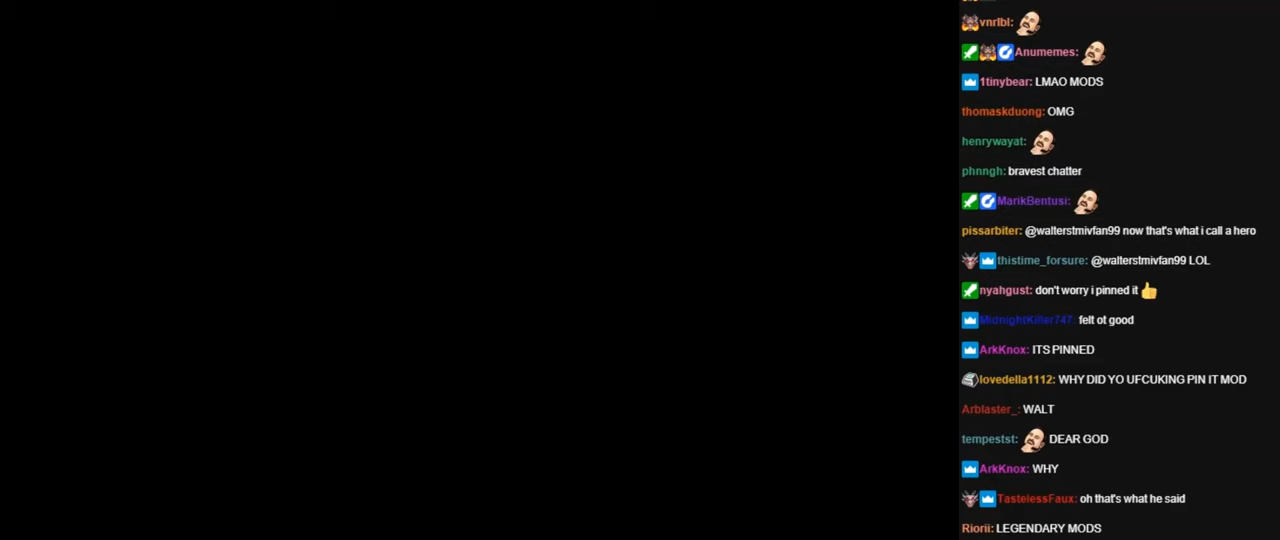 vnrlbl:
Anumemes:
1tinybear: LMAO MODS
thomaskduong: OMG
henrywayat:
phnngh: bravest chatter
MarikBentusi:
pissarbiter: @walterstmivfan99 now that's what i call a hero
thistime_forsure: @walterstmivfan99 LOL
nyahgust: don't worry i pinned it 👍
MidnightKiller747: felt ot good
ArkKnox: ITS PINNED
lovedella1112: WHY DID YO UFCUKING PIN IT MOD
Arblaster_: WALT
tempestst: DEAR GOD
ArkKnox: WHY
TastelessFaux: oh that's what he said
Riorii: LEGENDARY MODS